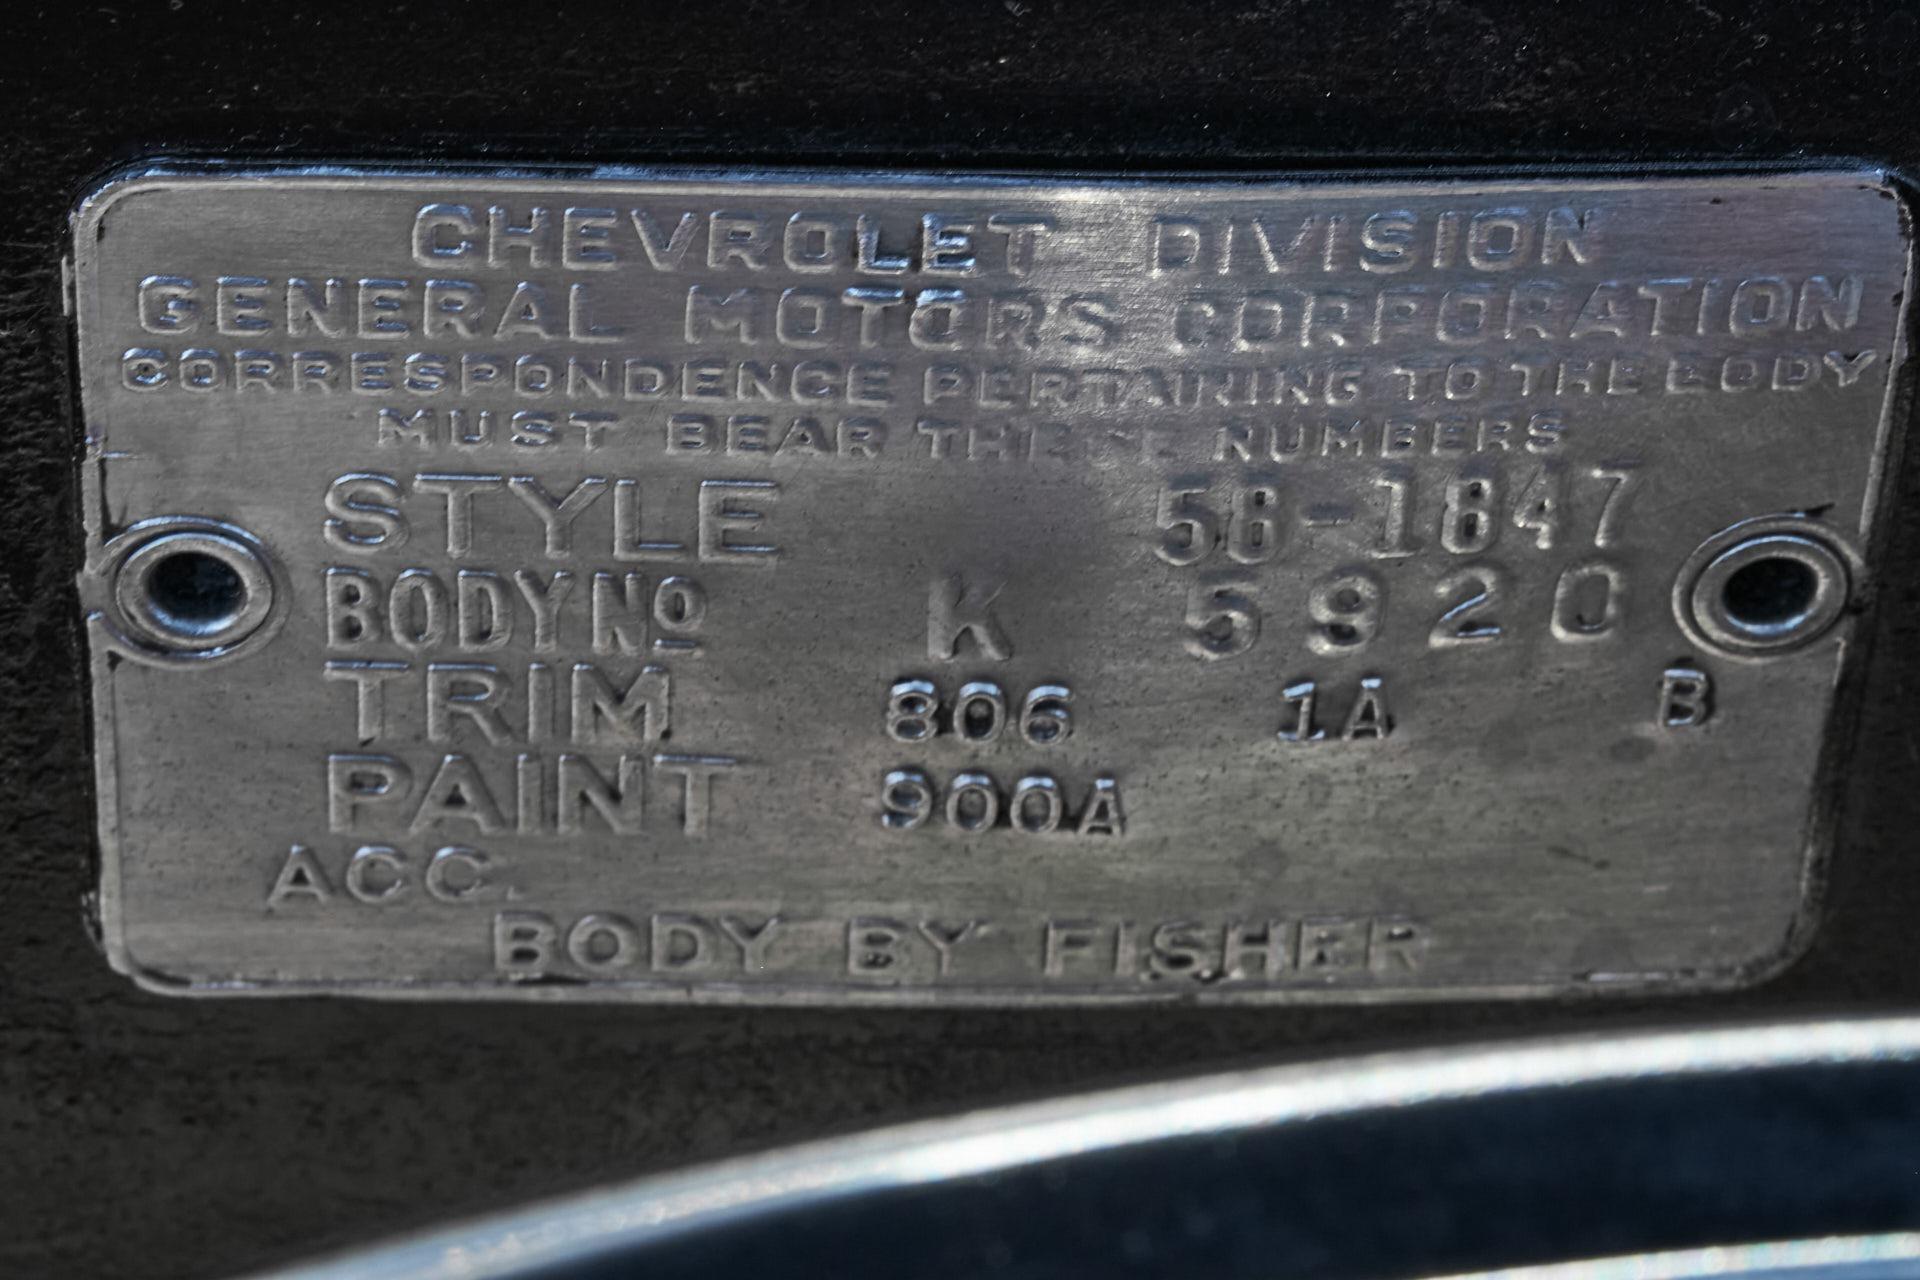 CHEVROLET DIVISION
GENERAL MOTORS CORPORATION
CORRESPONDENCE PERTAINING TO THE BODY
MUST BEAR THESE NUMBERS
STYLE 58-1847
BODY Nº K 5920
TRIM 806 1A B
PAINT 900A
ACC.
BODY BY FISHER